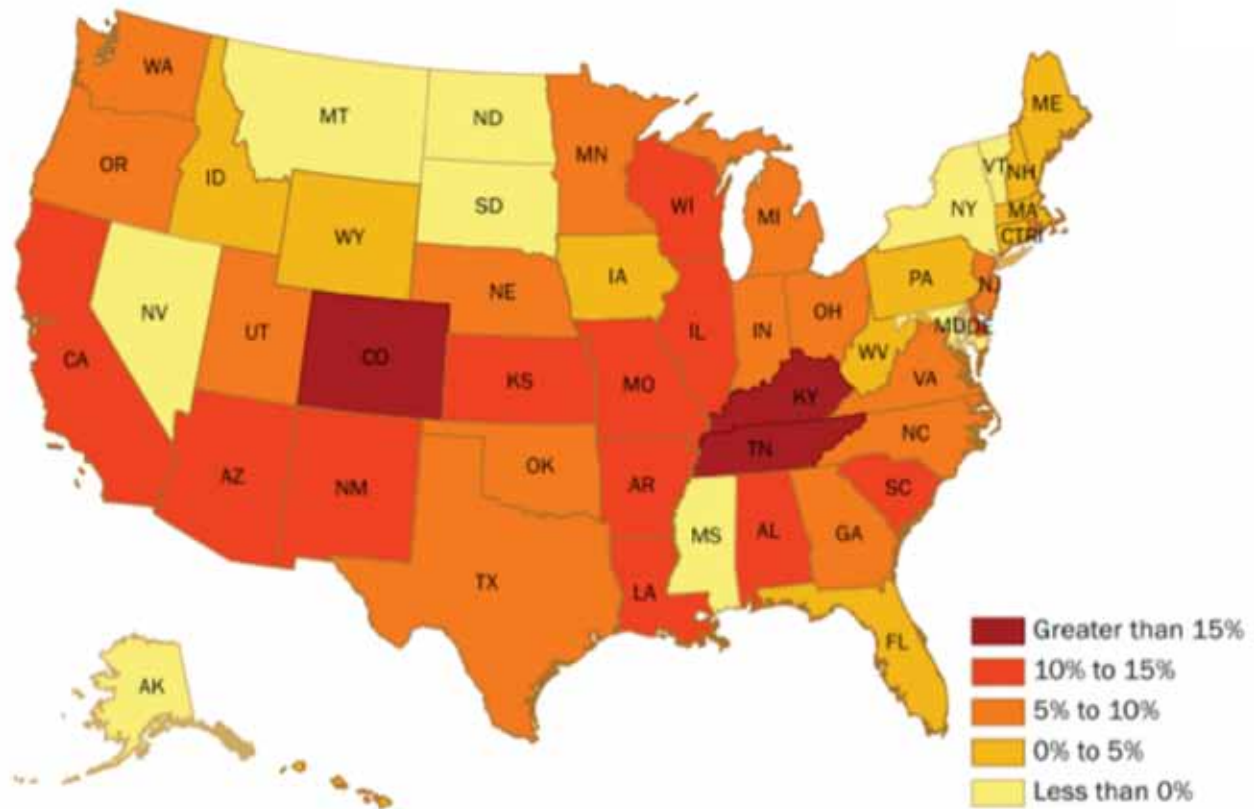 WA
MT
ND
MN
ME
OR
ID
SD
WI
MI
VT
NH
NY
MA
CTRI
WY
IA
PA
NE
NJ
NV
UT
CO
IL
IN
OH
MDDE
WV
CA
KS
MO
KY
VA
NC
TN
AZ
NM
OK
AR
SC
MS
AL
GA
TX
LA
FL
AK
Greater than 15%
10% to 15%
5% to 10%
0% to 5%
Less than 0%